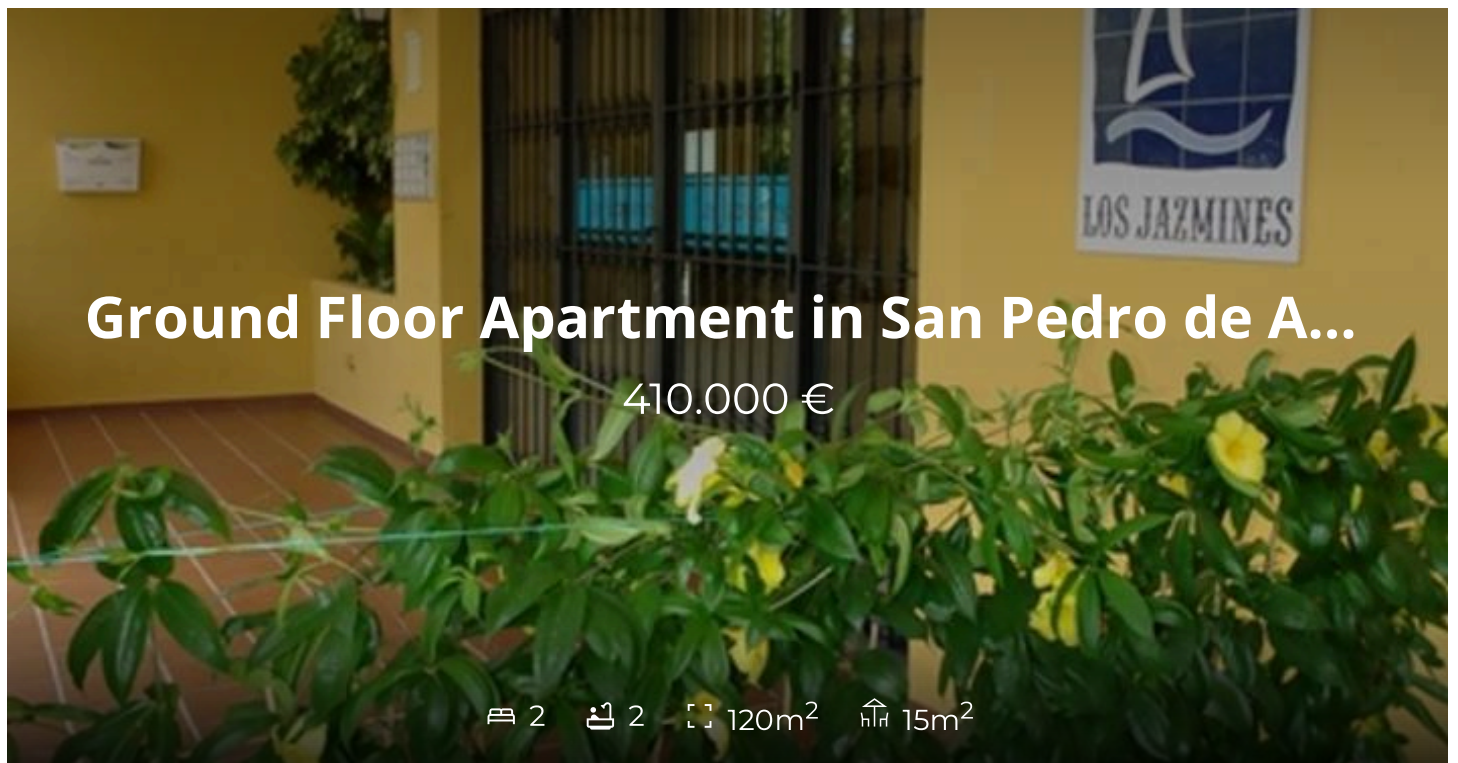 LOS JAZMINES
Ground Floor Apartment in San Pedro de A...
410.000 €
2 2 120m² 15m²